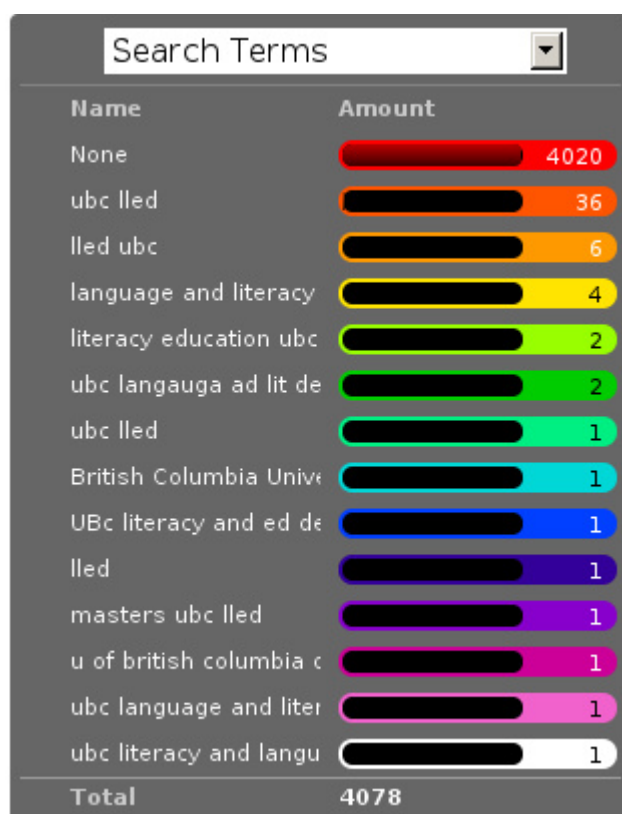 Search Terms
Name Amount
None 4020
ubc lled 36
lled ubc 6
language and literacy 4
literacy education ubc 2
ubc langauga ad lit de 2
ubc lled 1
British Columbia Unive 1
UBc literacy and ed de 1
lled 1
masters ubc lled 1
u of british columbia c 1
ubc language and liter 1
ubc literacy and langu 1
Total 4078